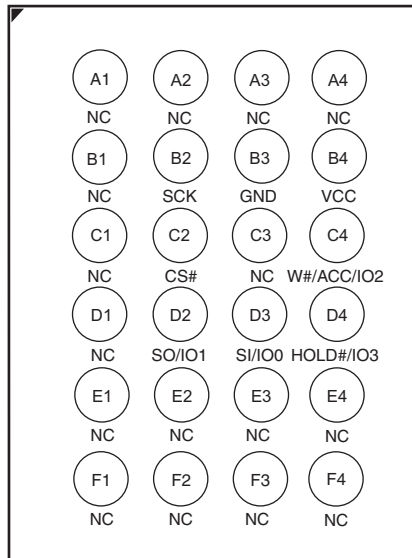 A1 A2 A3 A4
NC NC NC NC
B1 B2 B3 B4
NC SCK GND VCC
C1 C2 C3 C4
NC CS# NC W#/ACC/IO2
D1 D2 D3 D4
NC SO/IO1 SI/IO0 HOLD#/IO3
E1 E2 E3 E4
NC NC NC NC
F1 F2 F3 F4
NC NC NC NC